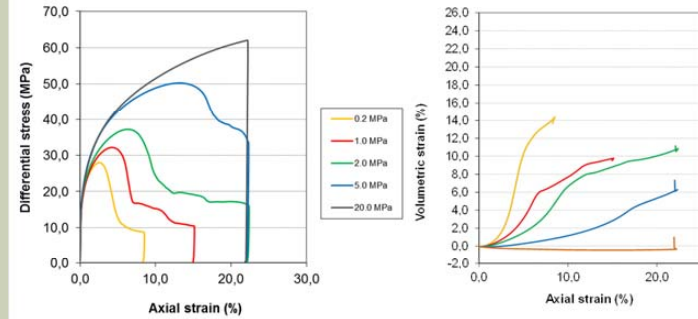 70,0
60,0
50,0
40,0
30,0
20,0
10,0
0,0
Differential stress (MPa)
0,0 10,0 20,0 30,0
Axial strain (%)
0.2 MPa
1.0 MPa
2.0 MPa
5.0 MPa
20.0 MPa
26,0
24,0
22,0
20,0
18,0
16,0
14,0
12,0
10,0
8,0
6,0
4,0
2,0
0,0
-2,0
Volumetric strain (%)
0,0 10,0 20,0
Axial strain (%)